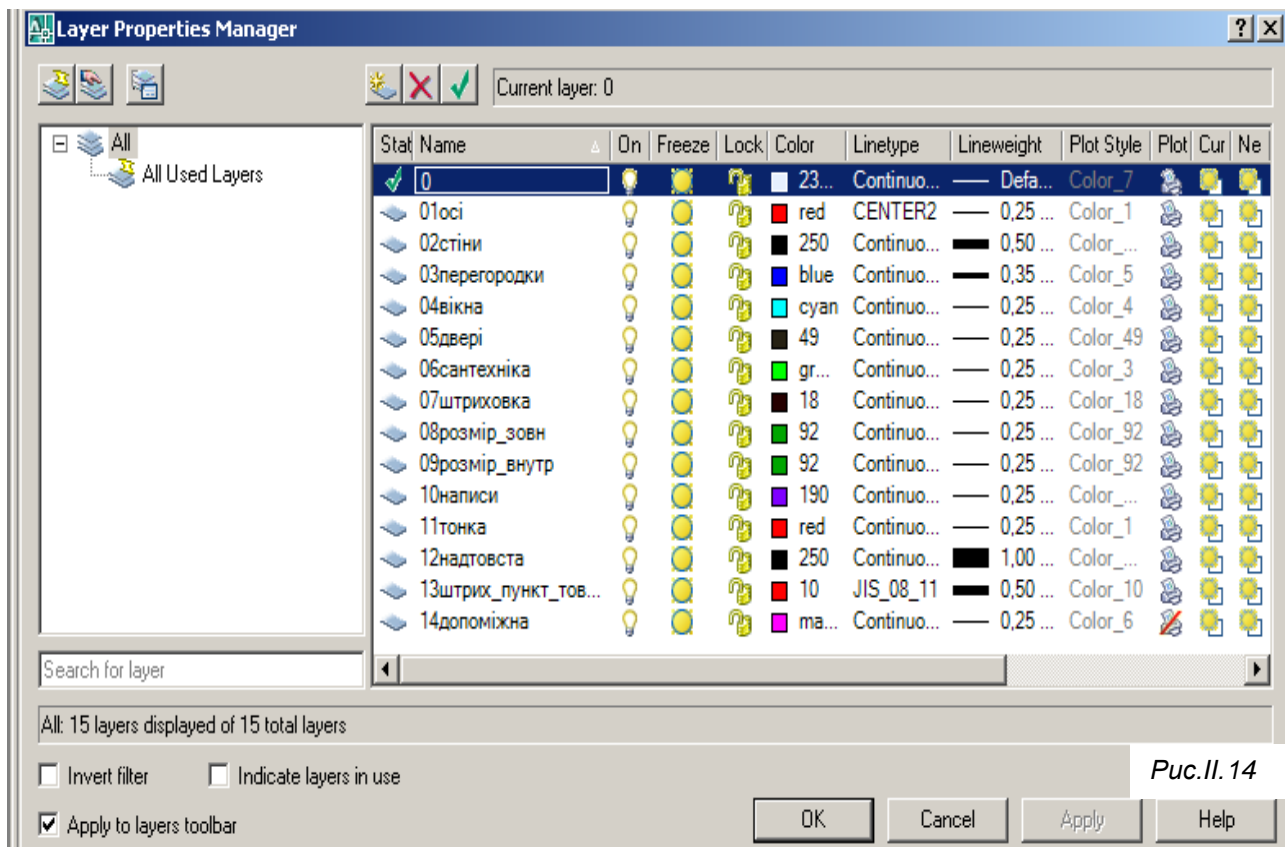 Layer Properties Manager
Current layer: 0
All
All Used Layers
Stat Name On Freeze Lock Color Linetype Lineweight Plot Style Plot Cur Ne
0 23... Continuo... Defa... Color_7
01осі red CENTER2 0,25 ... Color_1
02стіни 250 Continuo... 0,50 ... Color_...
03перегородки blue Continuo... 0,35 ... Color_5
04вікна cyan Continuo... 0,25 ... Color_4
05двері 49 Continuo... 0,25 ... Color_49
06сантехніка gr... Continuo... 0,25 ... Color_3
07штриховка 18 Continuo... 0,25 ... Color_18
08розмір_зовн 92 Continuo... 0,25 ... Color_92
09розмір_внутр 92 Continuo... 0,25 ... Color_92
10написи 190 Continuo... 0,25 ... Color_...
11тонка red Continuo... 0,25 ... Color_1
12надтовста 250 Continuo... 1,00 ... Color_...
13штрих_пункт_тов... 10 JIS_08_11 0,50 ... Color_10
14допоміжна ma... Continuo... 0,25 ... Color_6
Search for layer
All: 15 layers displayed of 15 total layers
Invert filter Indicate layers in use
Рис.II.14
Apply to layers toolbar
OK Cancel Apply Help